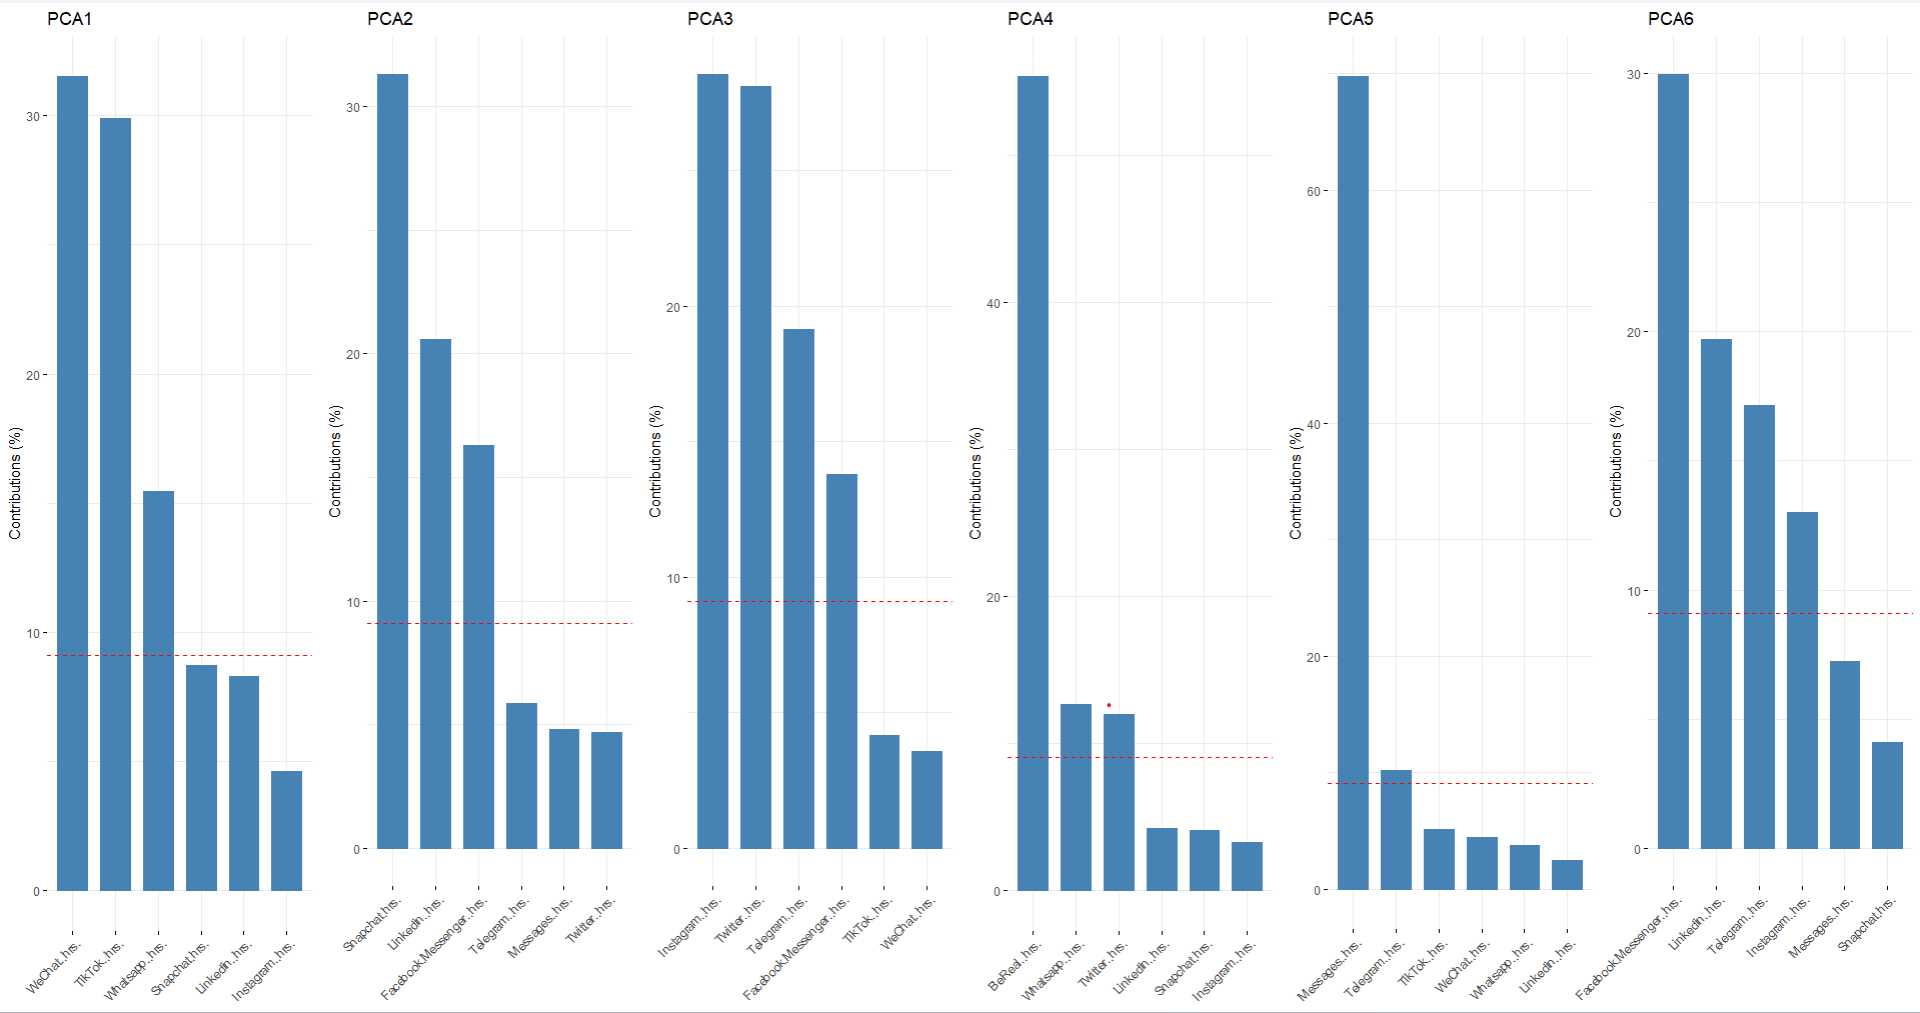 PCA1
Contributions (%)
30
20
10
0
WeChat..hrs.
TikTok..hrs.
Whatsapp..hrs.
Snapchat.hrs.
LinkedIn..hrs.
Instagram..hrs.
PCA2
Contributions (%)
30
20
10
0
Snapchat.hrs.
LinkedIn..hrs.
Facebook.Messenger..hrs.
Telegram..hrs.
Messages..hrs.
Twitter..hrs.
PCA3
Contributions (%)
20
10
0
Instagram..hrs.
Twitter..hrs.
Telegram..hrs.
Facebook.Messenger..hrs.
TikTok..hrs.
WeChat..hrs.
PCA4
Contributions (%)
40
20
0
BeReal..hrs.
Whatsapp..hrs.
Twitter..hrs.
LinkedIn..hrs.
Snapchat.hrs.
Instagram..hrs.
PCA5
Contributions (%)
60
40
20
0
Messages..hrs.
Telegram..hrs.
TikTok..hrs.
WeChat..hrs.
Whatsapp..hrs.
LinkedIn..hrs.
PCA6
Contributions (%)
30
20
10
0
Facebook.Messenger..hrs.
LinkedIn..hrs.
Telegram..hrs.
Instagram..hrs.
Messages..hrs.
Snapchat.hrs.